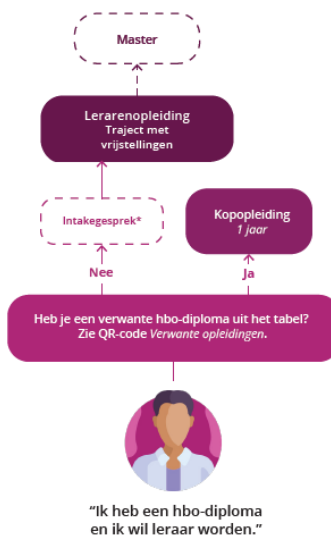 Master
Lerarenopleiding
Traject met
vrijstellingen
Intakegesprek*
Kopopleiding
1 jaar
Nee
Ja
Heb je een verwante hbo-diploma uit het tabel?
Zie QR-code Verwante opleidingen.
“Ik heb een hbo-diploma
en ik wil leraar worden.”